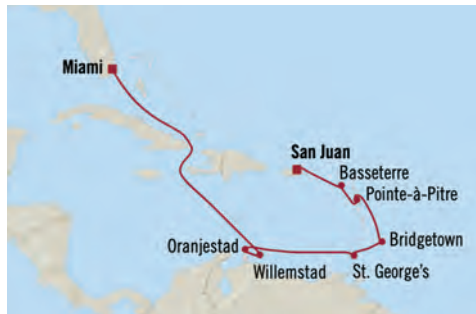 Miami
San Juan
Basseterre
Pointe-à-Pitre
Bridgetown
Oranjestad
Willemstad
St. George's